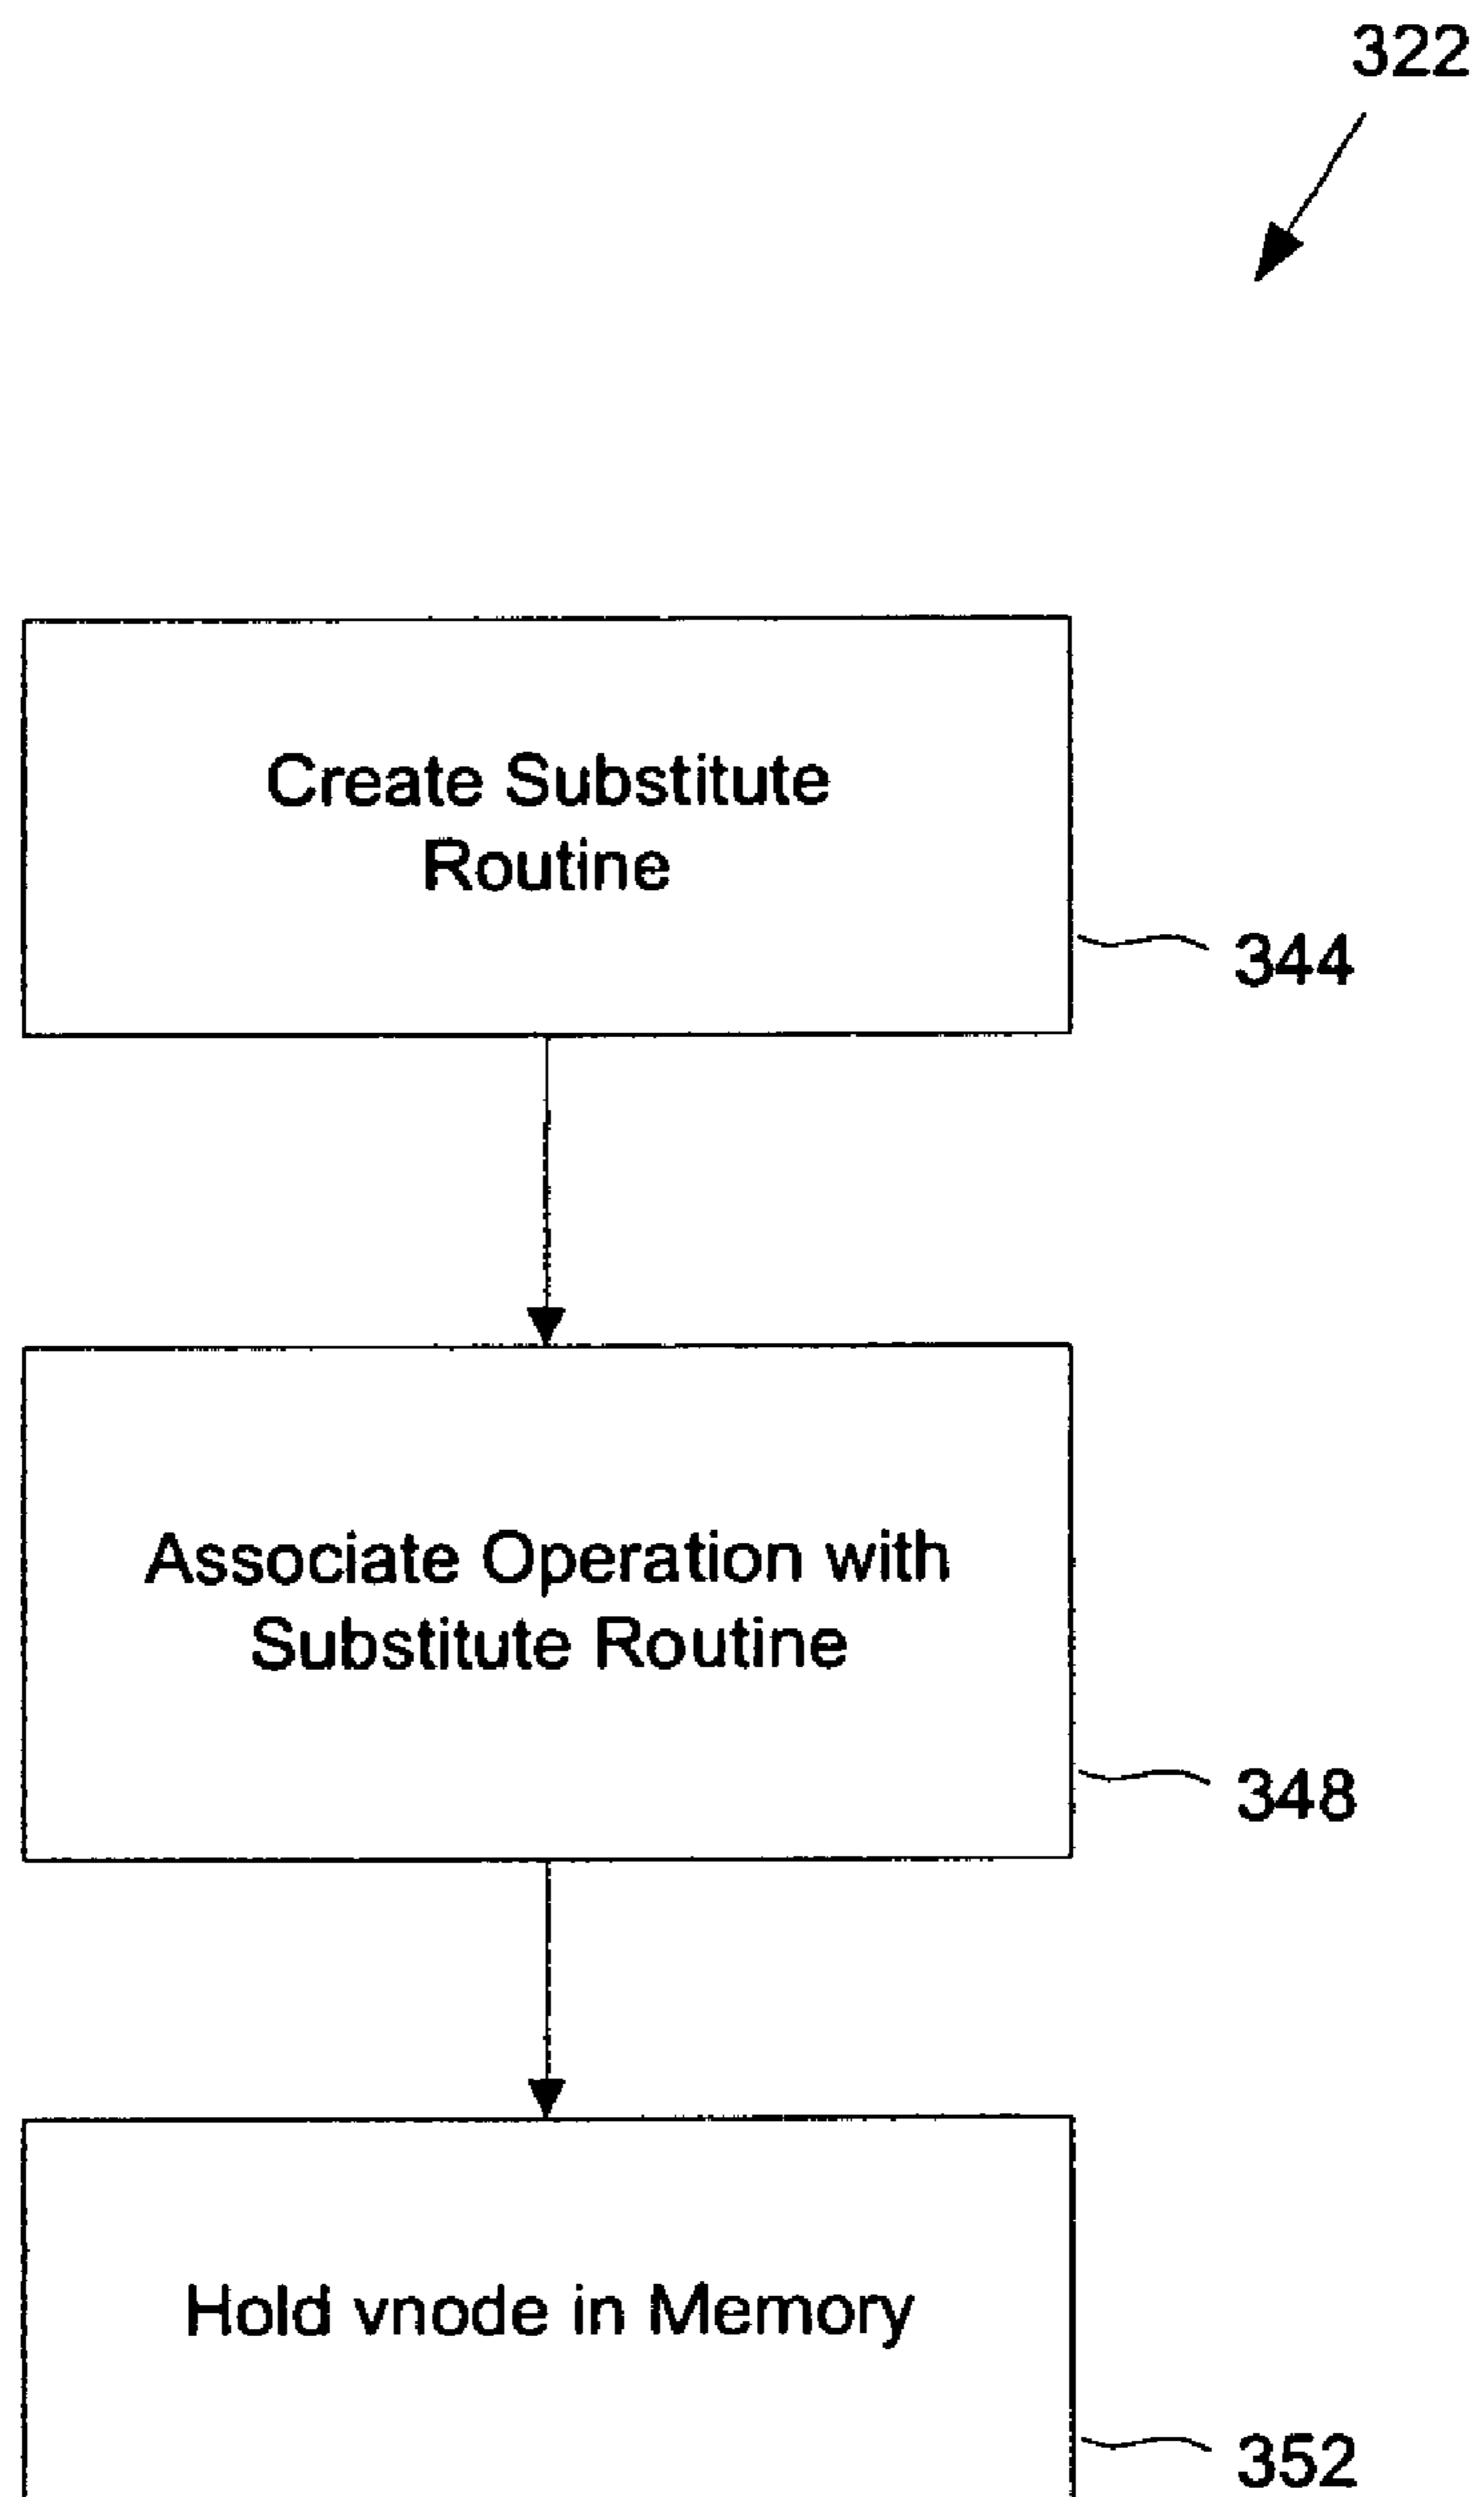 322
Create Substitute
Routine
344
Associate Operation with
Substitute Routine
348
Hold vnode in Memory
352